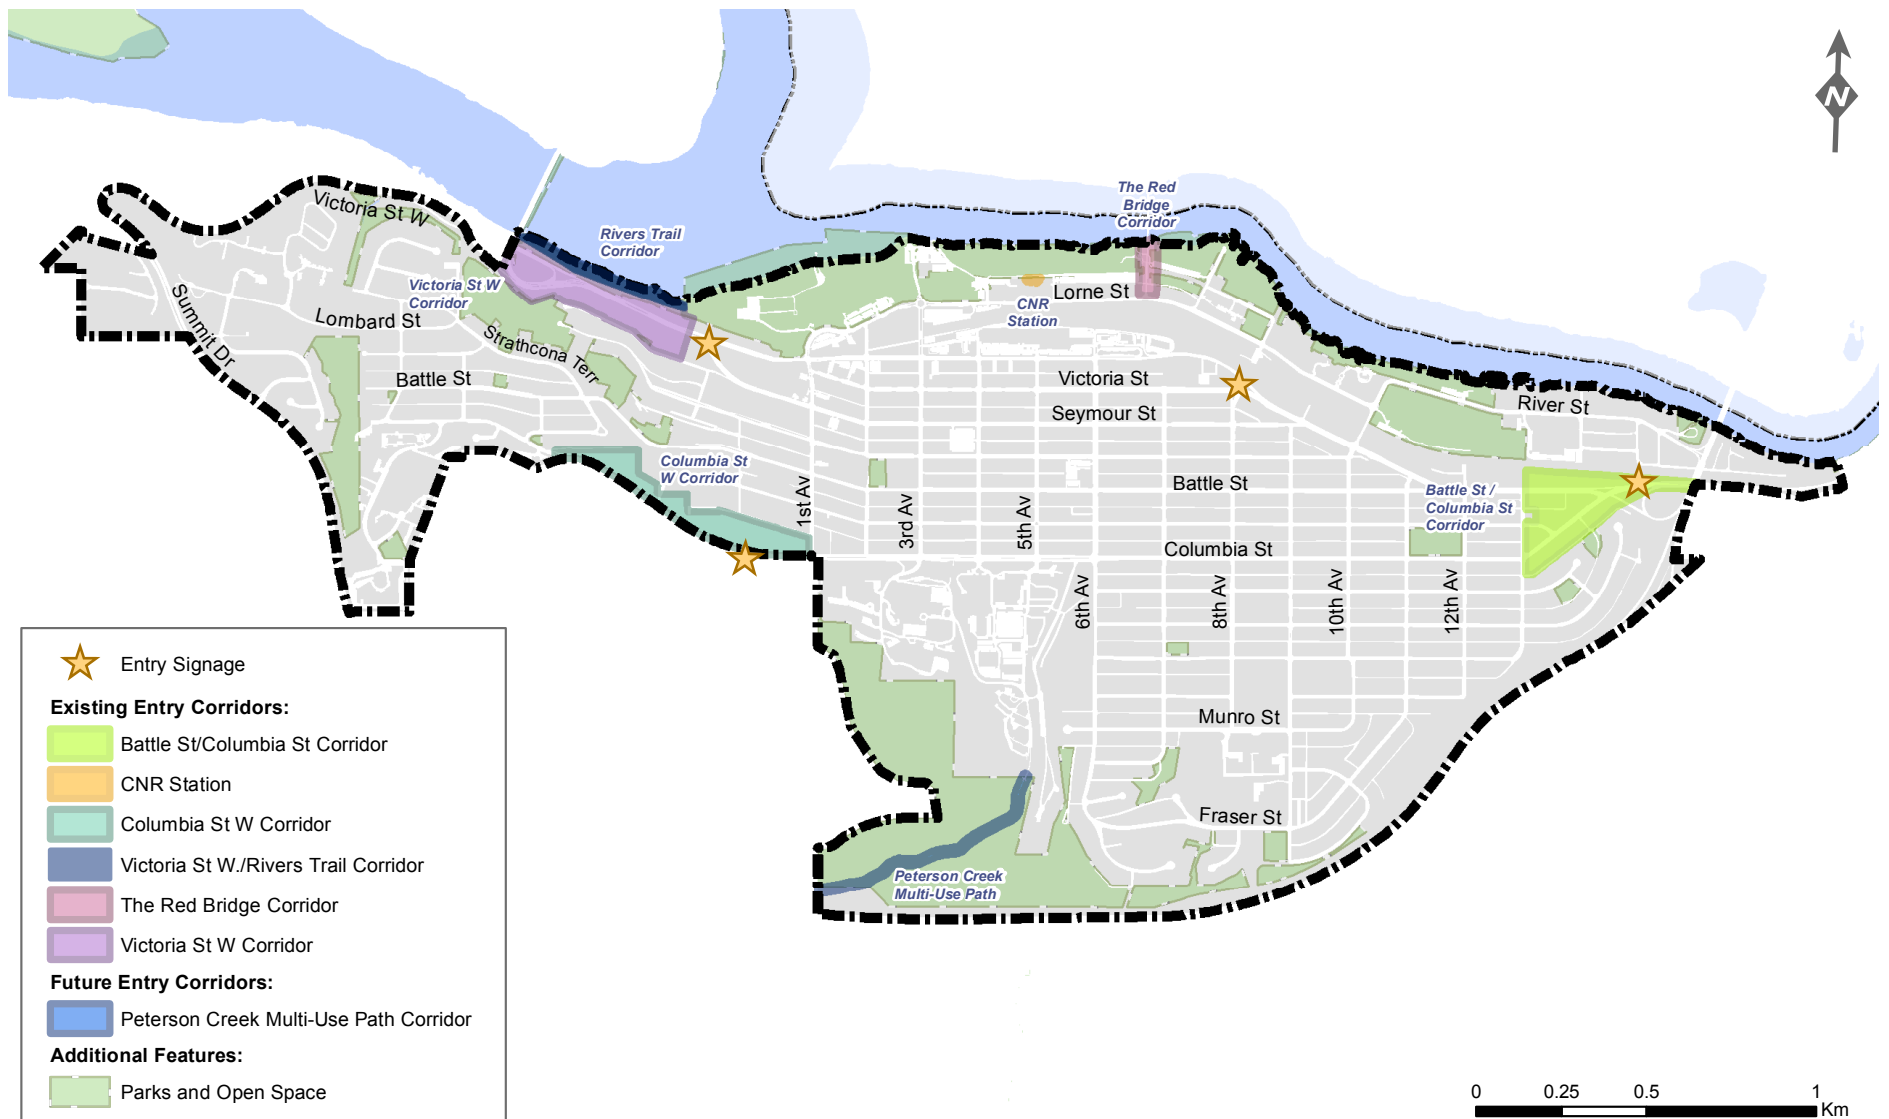 N
The Red
Bridge
Corridor
Victoria St W
Rivers Trail
Corridor
Victoria St W
Corridor
Summit Dr
Lombard St
Lorne St
CNR
Station
Strathcona Terr
Battle St
Victoria St
Seymour St
River St
Columbia St
W Corridor
1st Av
3rd Av
5th Av
Battle St
Battle St /
Columbia St
Corridor
Columbia St
6th Av
8th Av
10th Av
12th Av
Munro St
Fraser St
Peterson Creek
Multi-Use Path
Entry Signage
Existing Entry Corridors:
Battle St/Columbia St Corridor
CNR Station
Columbia St W Corridor
Victoria St W./Rivers Trail Corridor
The Red Bridge Corridor
Victoria St W Corridor
Future Entry Corridors:
Peterson Creek Multi-Use Path Corridor
Additional Features:
Parks and Open Space
0 0.25 0.5 1
Km